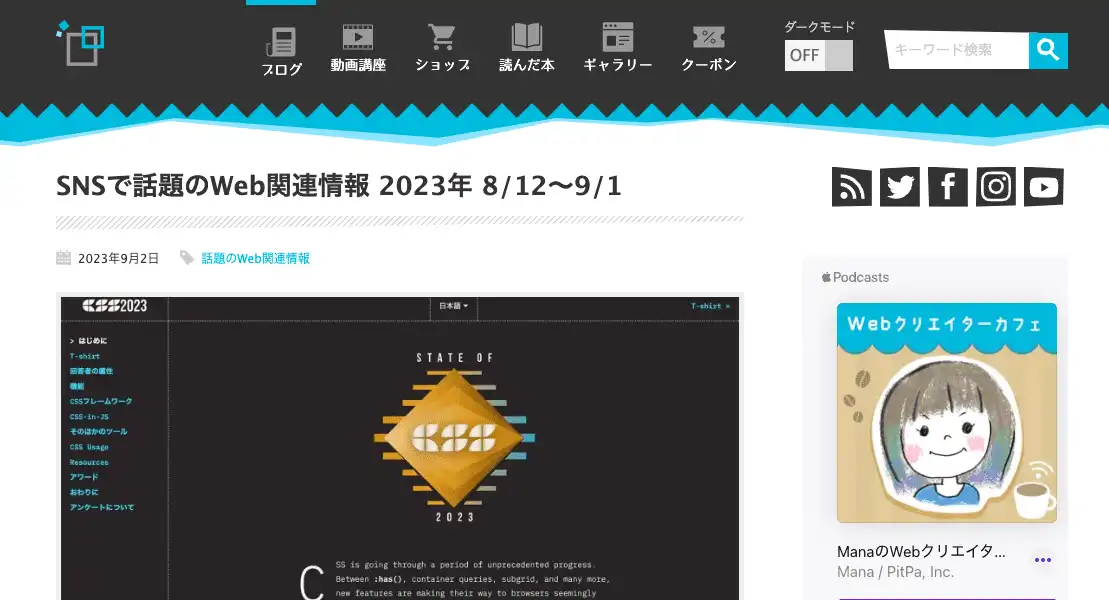 ダークモード
OFF
キーワード検索
ブログ
動画講座
ショップ
読んだ本
ギャラリー
クーポン
SNSで話題のWeb関連情報 2023年 8/12〜9/1
2023年9月2日
話題のWeb関連情報
Podcasts
Webクリエイターカフェ
ManaのWebクリエイタ...
Mana / PitPa, Inc.
CSS2023
日本語
T-shirt »
> はじめに
T-shirt
回答者の属性
機能
CSSフレームワーク
CSS-in-JS
そのほかのツール
CSS Usage
Resources
アワード
おわりに
アンケートについて
STATE OF
CSS
2023
CSS is going through a period of unprecedented progress.
Between :has(), container queries, subgrid, and many more,
new features are making their way to browsers seemingly